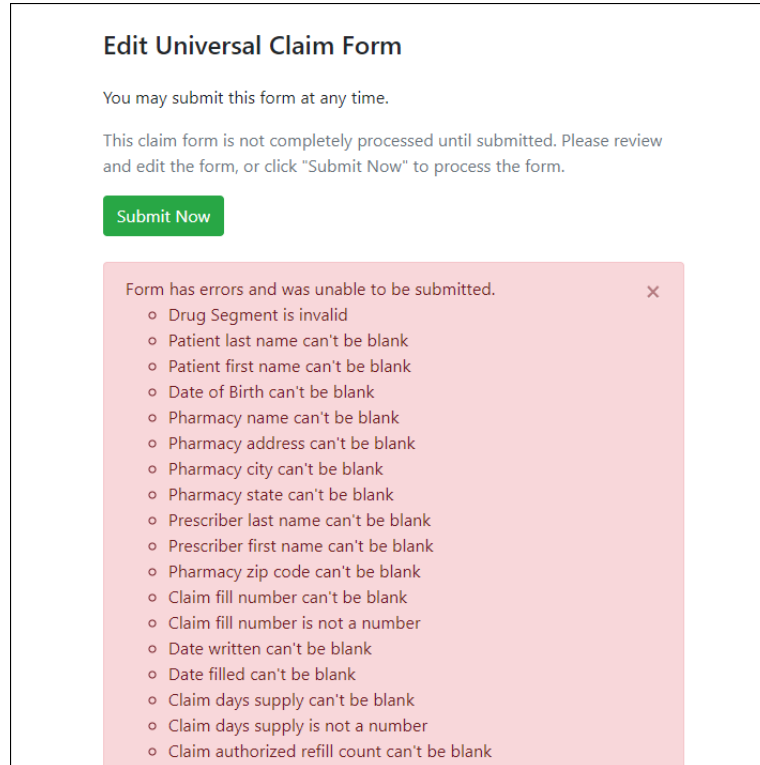 Edit Universal Claim Form
You may submit this form at any time.
This claim form is not completely processed until submitted. Please review
and edit the form, or click "Submit Now" to process the form.
Submit Now
Form has errors and was unable to be submitted.
×
Drug Segment is invalid
Patient last name can't be blank
Patient first name can't be blank
Date of Birth can't be blank
Pharmacy name can't be blank
Pharmacy address can't be blank
Pharmacy city can't be blank
Pharmacy state can't be blank
Prescriber last name can't be blank
Prescriber first name can't be blank
Pharmacy zip code can't be blank
Claim fill number can't be blank
Claim fill number is not a number
Date written can't be blank
Date filled can't be blank
Claim days supply can't be blank
Claim days supply is not a number
Claim authorized refill count can't be blank